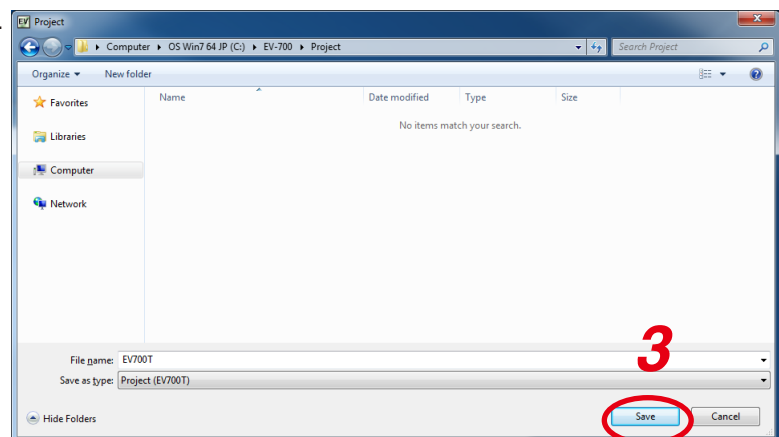 EV Project
Computer ▸ OS Win7 64 JP (C:) ▸ EV-700 ▸ Project Search Project
Organize New folder
Name Date modified Type Size
No items match your search.
Favorites
Libraries
Computer
Network
File name: EV700T
Save as type: Project (EV700T)
3
Hide Folders Save Cancel